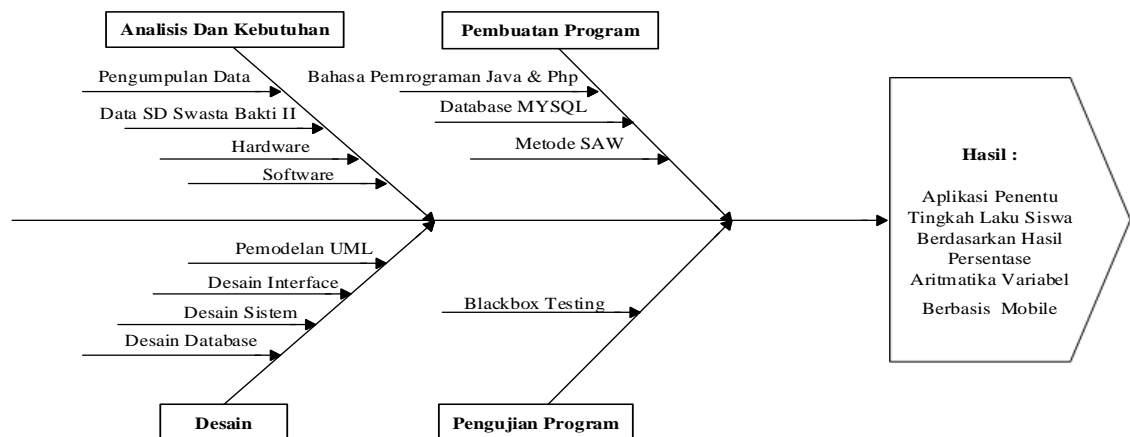 Analisis Dan Kebutuhan
Pengumpulan Data
Data SD Swasta Bakti II
Hardware
Software
Pembuatan Program
Bahasa Pemrograman Java & Php
Database MYSQL
Metode SAW
Pemodelan UML
Desain Interface
Desain Sistem
Desain Database
Desain
Blackbox Testing
Pengujian Program
Hasil :
Aplikasi Penentu
Tingkah Laku Siswa
Berdasarkan Hasil
Persentase
Aritmatika Variabel
Berbasis Mobile